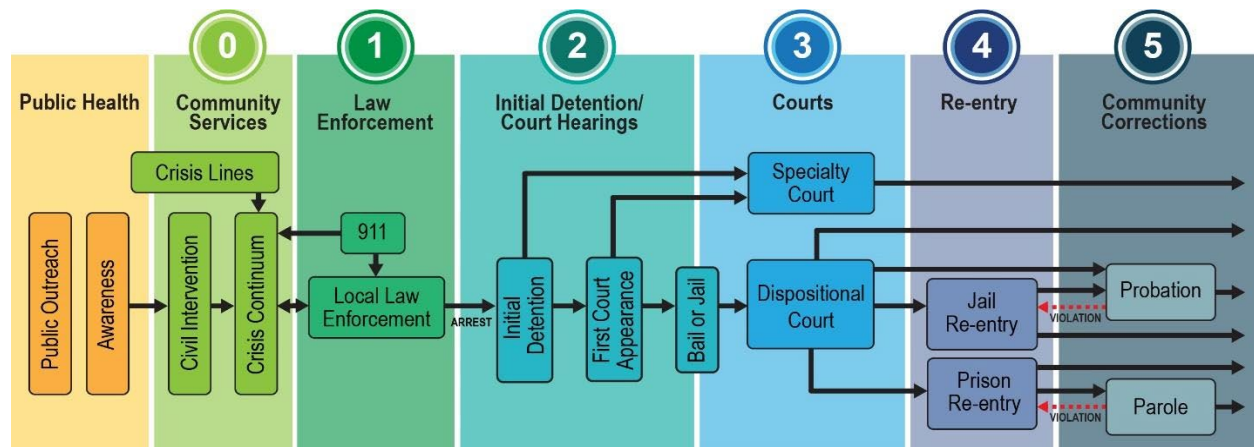 0
1
2
3
4
5
Public Health
Community
Services
Law
Enforcement
Initial Detention/
Court Hearings
Courts
Re-entry
Community
Corrections
Public Outreach
Awareness
Crisis Lines
Civil Intervention
Crisis Continuum
911
Local Law
Enforcement
ARREST
Initial
Detention
First Court
Appearance
Bail or Jail
Specialty
Court
Dispositional
Court
Jail
Re-entry
Prison
Re-entry
VIOLATION
Probation
VIOLATION
Parole